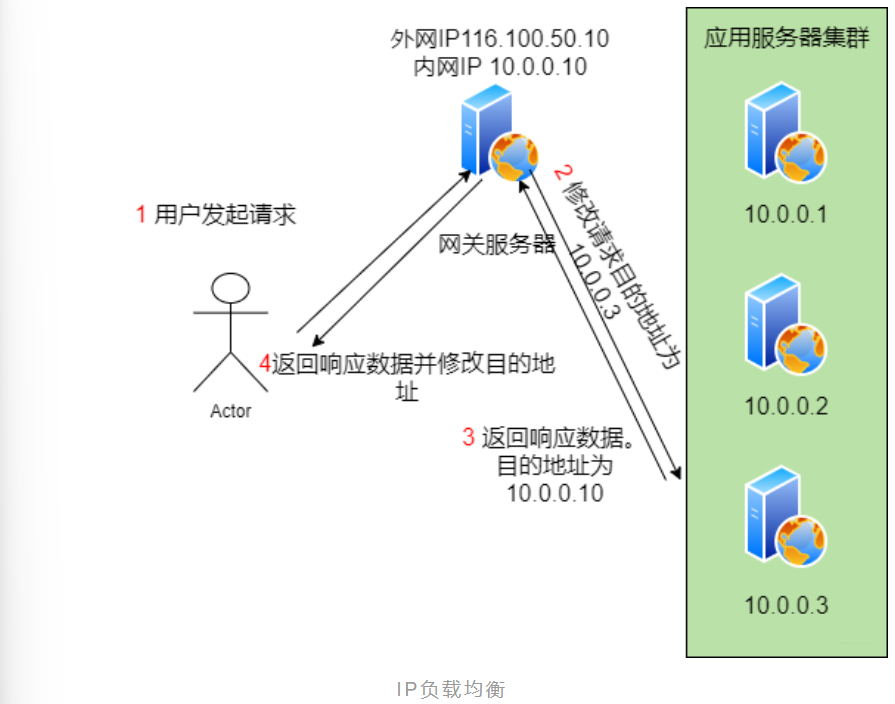 外网IP116.100.50.10
内网IP 10.0.0.10
应用服务器集群
1 用户发起请求
网关服务器
2 修改请求目的地址为
10.0.0.3
10.0.0.1
10.0.0.2
10.0.0.3
4返回响应数据并修改目的地
址
Actor
3 返回响应数据。
目的地址为
10.0.0.10
IP负载均衡